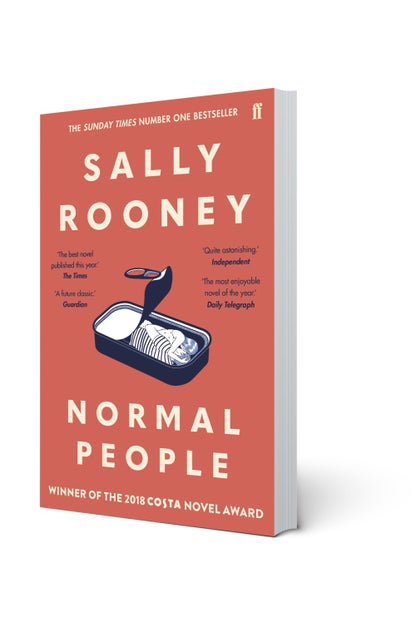 THE SUNDAY TIMES NUMBER ONE BESTSELLER
ff
SALLY
ROONEY
'The best novel
published this year.'
The Times
'A future classic.'
Guardian
'Quite astonishing.'
Independent
'The most enjoyable
novel of the year.'
Daily Telegraph
NORMAL
PEOPLE
WINNER OF THE 2018 COSTA NOVEL AWARD